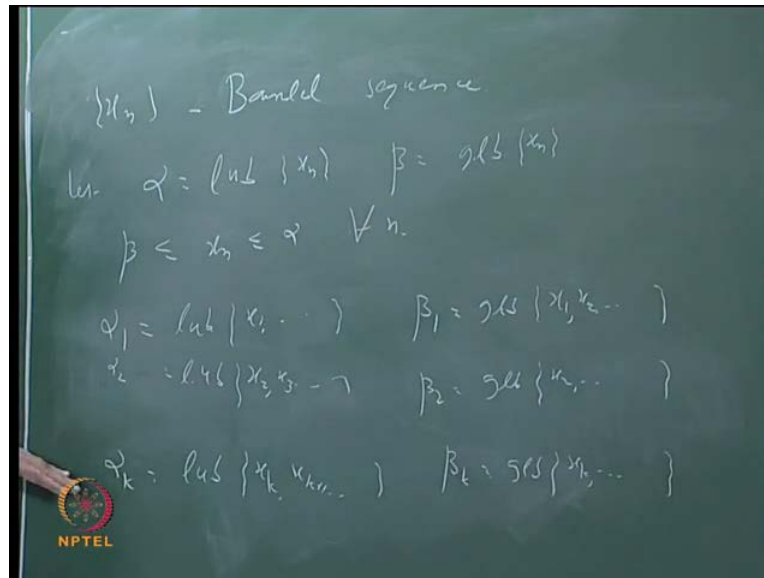 {xn} - Bounded sequence.
Let α = lub {xn} β = glb {xn}
β ≤ xn ≤ α ∀ n.
α1 = lub {x1 ... } β1 = glb {x1, x2 ... }
α2 = l.u.b {x2, x3 ... } β2 = glb {x2, ... }
αk = lub {xk, xk+1, ... } βk = glb {xk, ... }
NPTEL